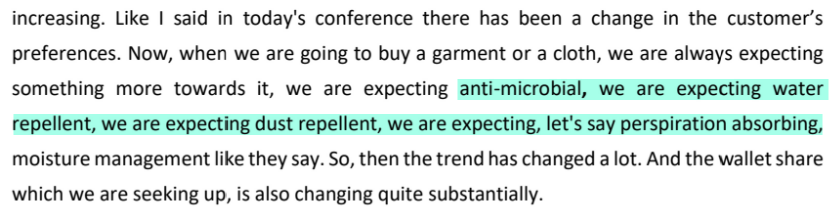 increasing. Like I said in today's conference there has been a change in the customer’s
preferences. Now, when we are going to buy a garment or a cloth, we are always expecting
something more towards it, we are expecting anti-microbial, we are expecting water
repellent, we are expecting dust repellent, we are expecting, let's say perspiration absorbing,
moisture management like they say. So, then the trend has changed a lot. And the wallet share
which we are seeking up, is also changing quite substantially.